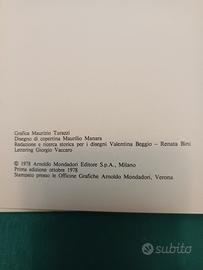 Grafica Maurizio Turazzi
Disegno di copertina Maurilio Manara
Redazione e ricerca storica per i disegni Valentina Beggio - Renata Bini
Lettering Giorgio Vaccaro
© 1978 Arnoldo Mondadori Editore S.p.A., Milano
Prima edizione ottobre 1978
Stampato presso le Officine Grafiche Arnoldo Mondadori, Verona
subito